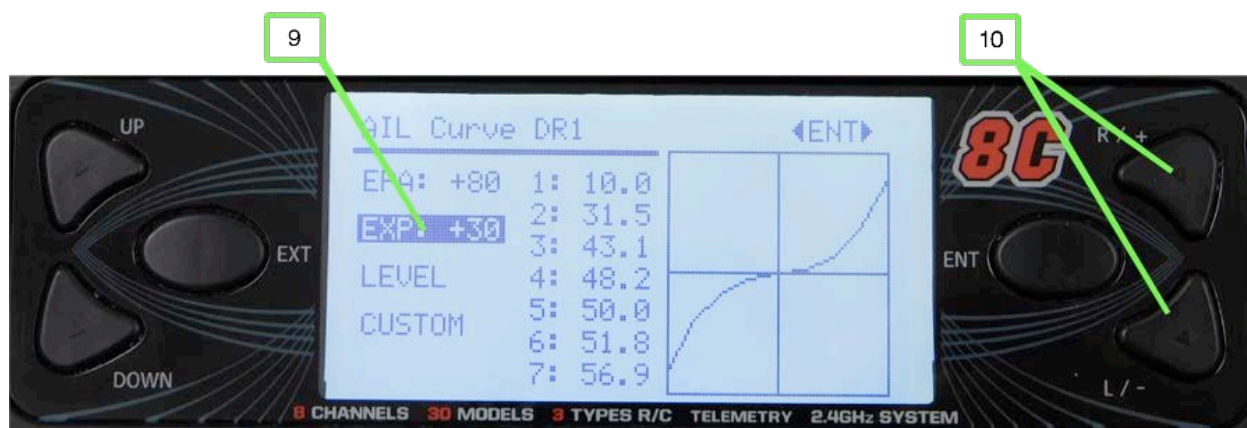 9
10
UP
AIL Curve DR1
◀ENT▶
8C
R / +
EPA: +80 1: 10.0
EXP: +30 2: 31.5
3: 43.1
EXT
ENT
LEVEL 4: 48.2
CUSTOM 5: 50.0
6: 51.8
7: 56.9
DOWN
L / -
8 CHANNELS 30 MODELS 3 TYPES R/C TELEMETRY 2.4GHz SYSTEM